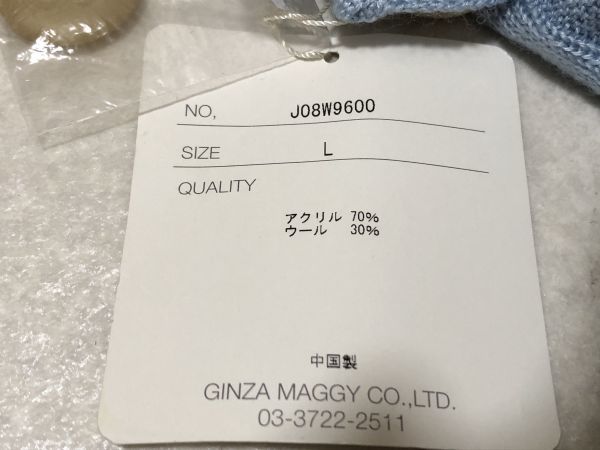 NO, J08W9600
SIZE L
QUALITY
アクリル 70%
ウール 30%
中国製
GINZA MAGGY CO.,LTD.
03-3722-2511